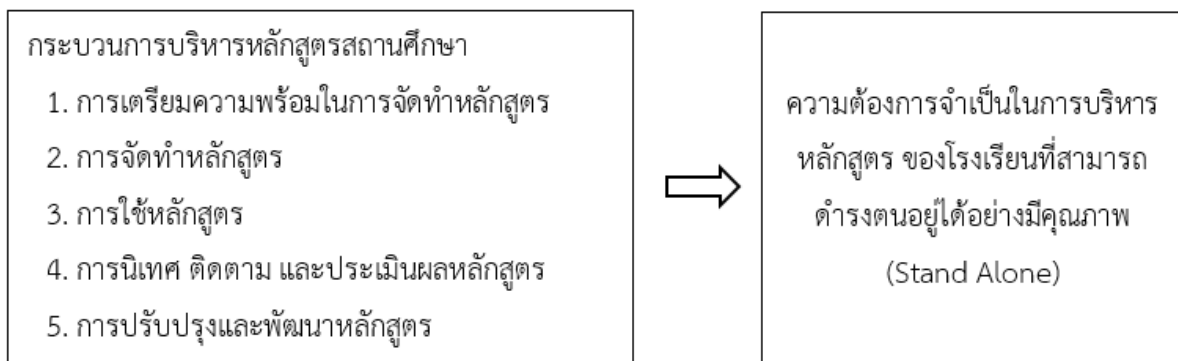 กระบวนการบริหารหลักสูตรสถานศึกษา
1. การเตรียมความพร้อมในการจัดทำหลักสูตร
2. การจัดทำหลักสูตร
3. การใช้หลักสูตร
4. การนิเทศ ติดตาม และประเมินผลหลักสูตร
5. การปรับปรุงและพัฒนาหลักสูตร
ความต้องการจำเป็นในการบริหาร
หลักสูตร ของโรงเรียนที่สามารถ
ดำรงตนอยู่ได้อย่างมีคุณภาพ
(Stand Alone)